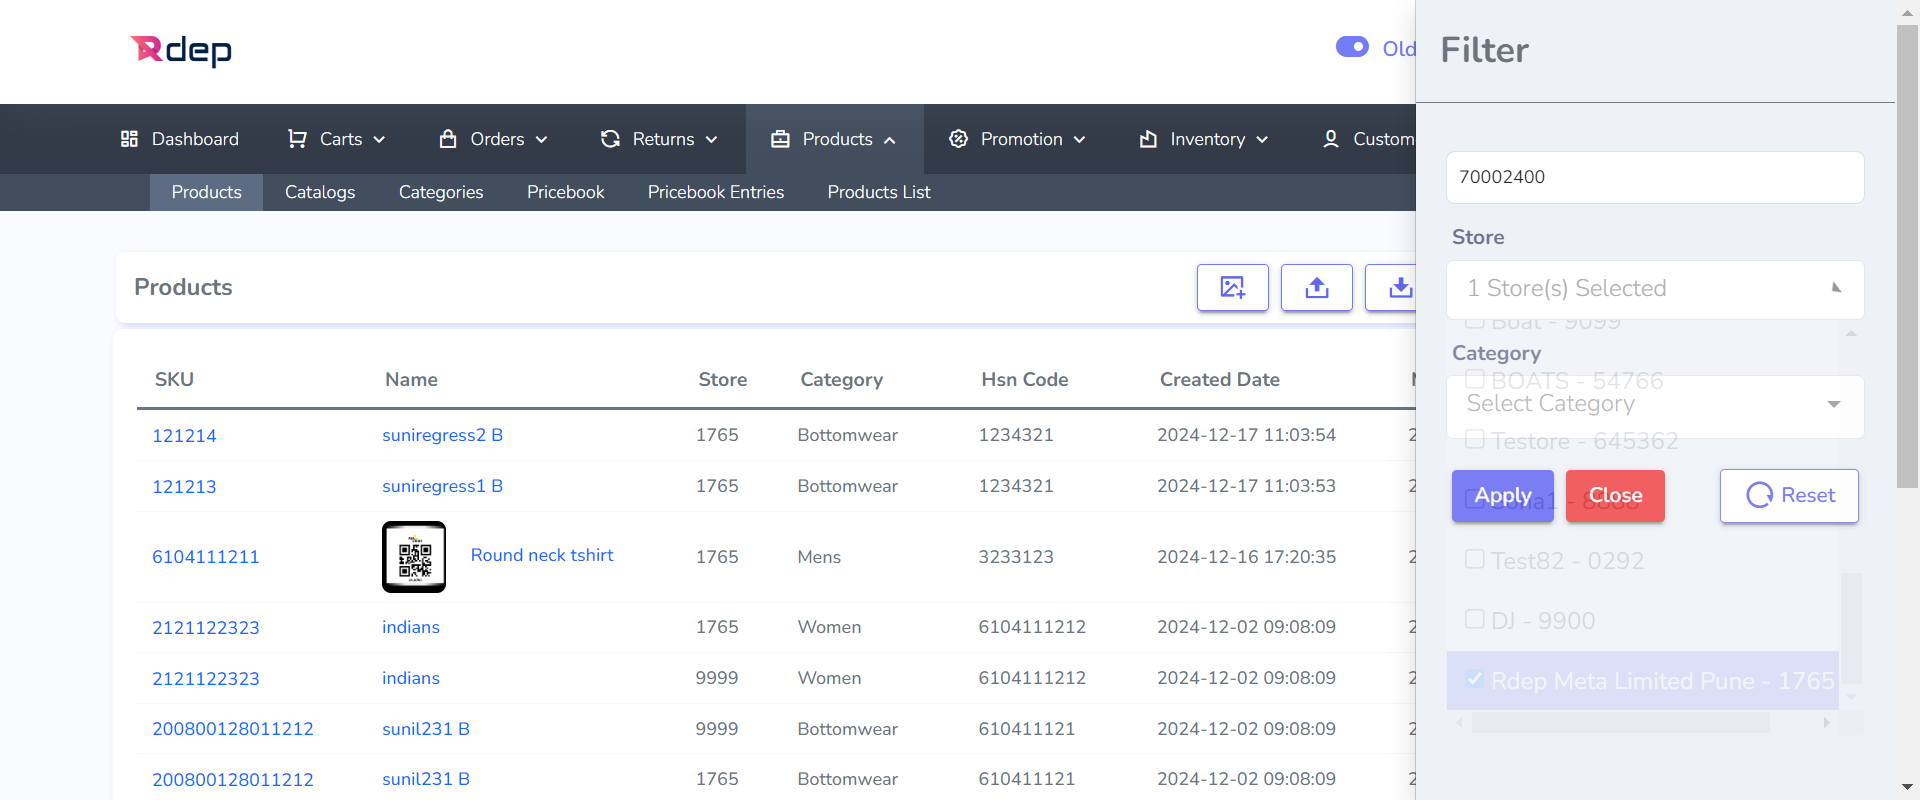 Rdep
Old
Dashboard
Carts
Orders
Returns
Products
Promotion
Inventory
Custom
Products
Catalogs
Categories
Pricebook
Pricebook Entries
Products List
Products
SKU Name Store Category Hsn Code Created Date
121214 suniregress2 B 1765 Bottomwear 1234321 2024-12-17 11:03:54 2
121213 suniregress1 B 1765 Bottomwear 1234321 2024-12-17 11:03:53 2
6104111211 Round neck tshirt 1765 Mens 3233123 2024-12-16 17:20:35 2
2121122323 indians 1765 Women 6104111212 2024-12-02 09:08:09 2
2121122323 indians 9999 Women 6104111212 2024-12-02 09:08:09 2
200800128011212 sunil231 B 9999 Bottomwear 610411121 2024-12-02 09:08:09 2
200800128011212 sunil231 B 1765 Bottomwear 610411121 2024-12-02 09:08:09 2
Filter
70002400
Store
1 Store(s) Selected
Boat - 9099
Category
BOATS - 54766
Select Category
Testore - 645362
Apply
Close
Reset
Test82 - 0292
DJ - 9900
Rdep Meta Limited Pune - 1765